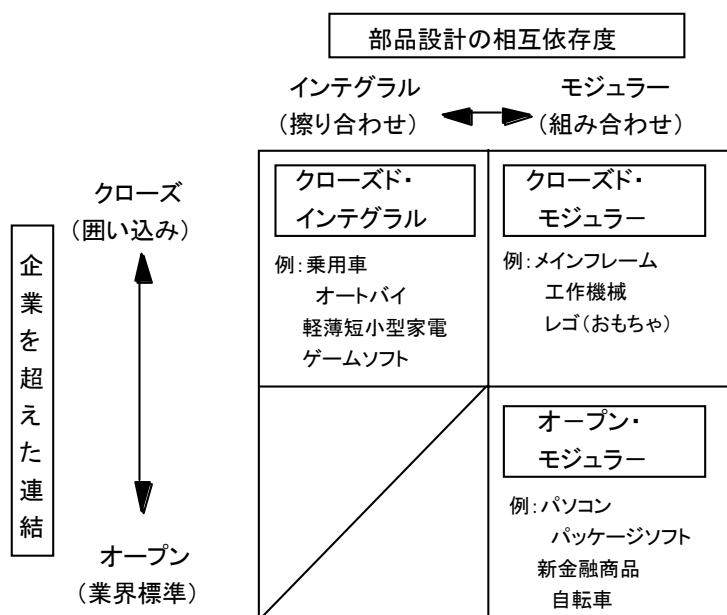 部品設計の相互依存度
インテグラル
(擦り合わせ)
モジュラー
(組み合わせ)
クローズ
(囲い込み)
企業を超えた連結
オープン
(業界標準)
クローズド・
インテグラル
例:乗用車
オートバイ
軽薄短小型家電
ゲームソフト
クローズド・
モジュラー
例:メインフレーム
工作機械
レゴ(おもちゃ)
オープン・
モジュラー
例:パソコン
パッケージソフト
新金融商品
自転車